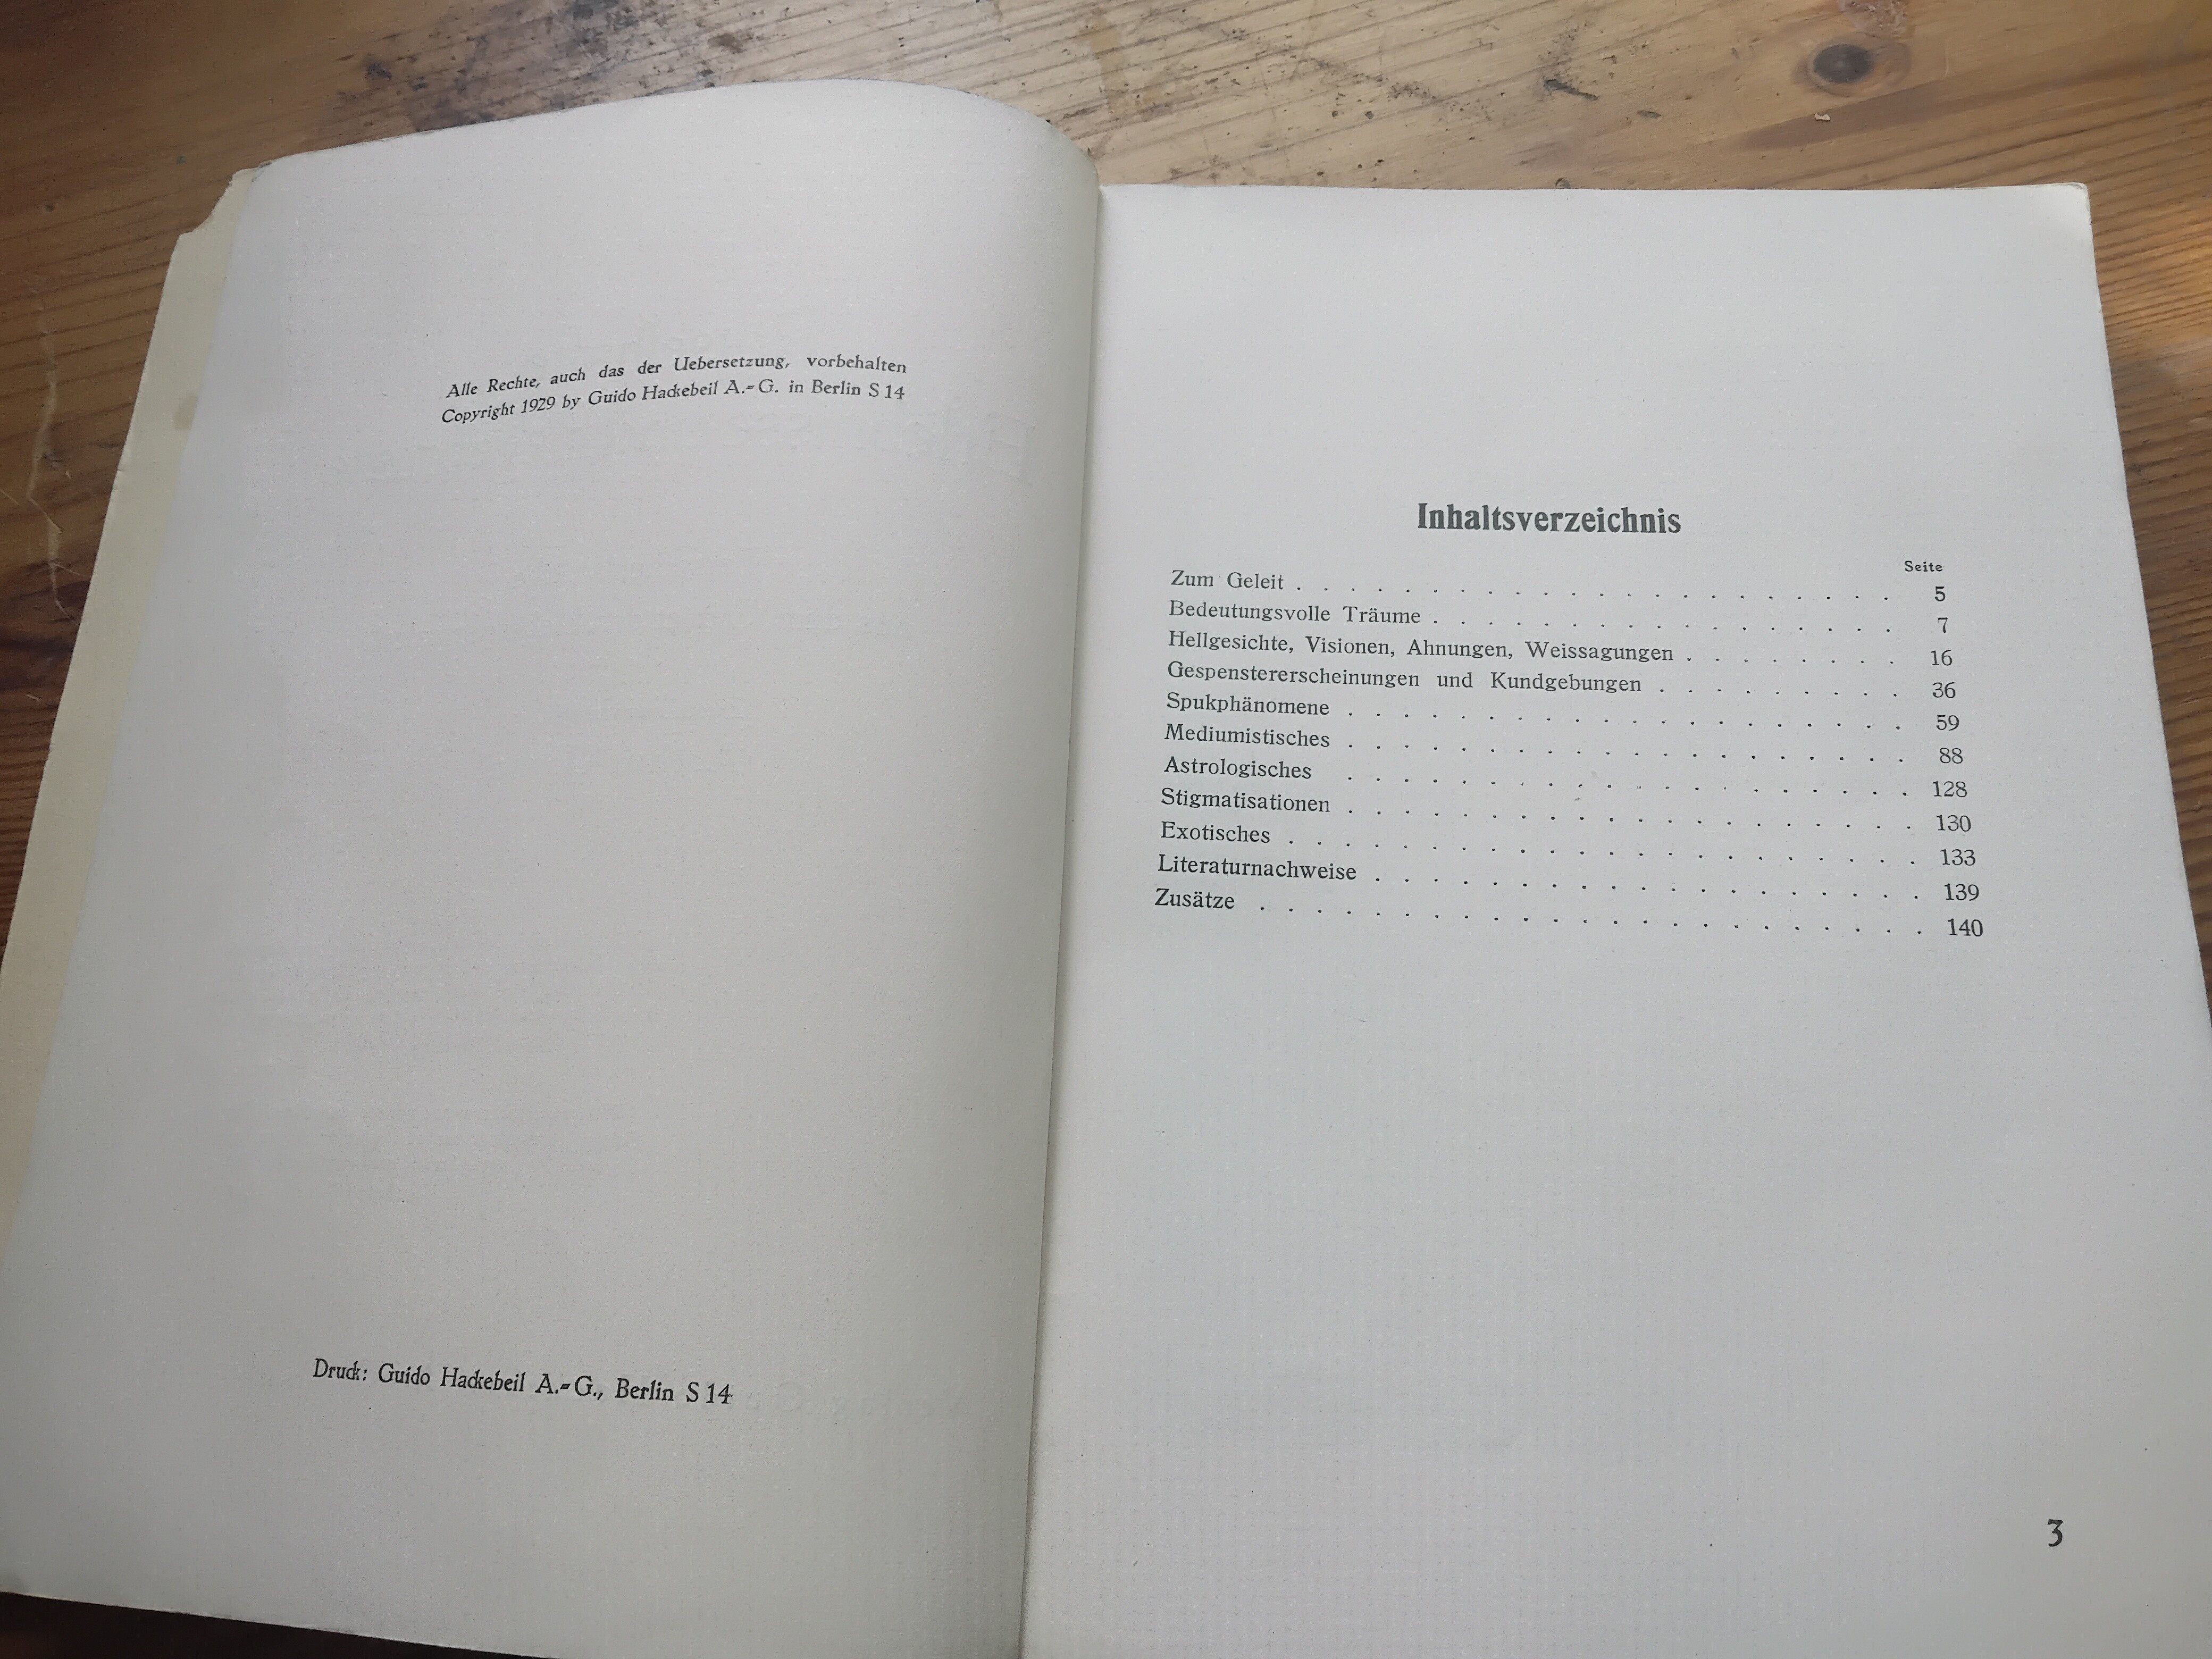 Alle Rechte, auch das der Uebersetzung, vorbehalten
Copyright 1929 by Guido Hackebeil A.-G. in Berlin S 14
Druck: Guido Hackebeil A.-G., Berlin S 14
Inhaltsverzeichnis
Seite
Zum Geleit . . . . . . . . . . . . . . . . . . . . . . 5
Bedeutungsvolle Träume . . . . . . . . . . . . . . . . . 7
Hellgesichte, Visionen, Ahnungen, Weissagungen . . . . . . . . 16
Gespenstererscheinungen und Kundgebungen . . . . . . . . . 36
Spukphänomene . . . . . . . . . . . . . . . . . . . . 59
Mediumistisches . . . . . . . . . . . . . . . . . . . . 88
Astrologisches . . . . . . . . . . . . . . . . . . . . 128
Stigmatisationen . . . . . . . . . . . . . . . . . . . . 130
Exotisches . . . . . . . . . . . . . . . . . . . . . . 133
Literaturnachweise . . . . . . . . . . . . . . . . . . . 139
Zusätze . . . . . . . . . . . . . . . . . . . . . . . 140
3